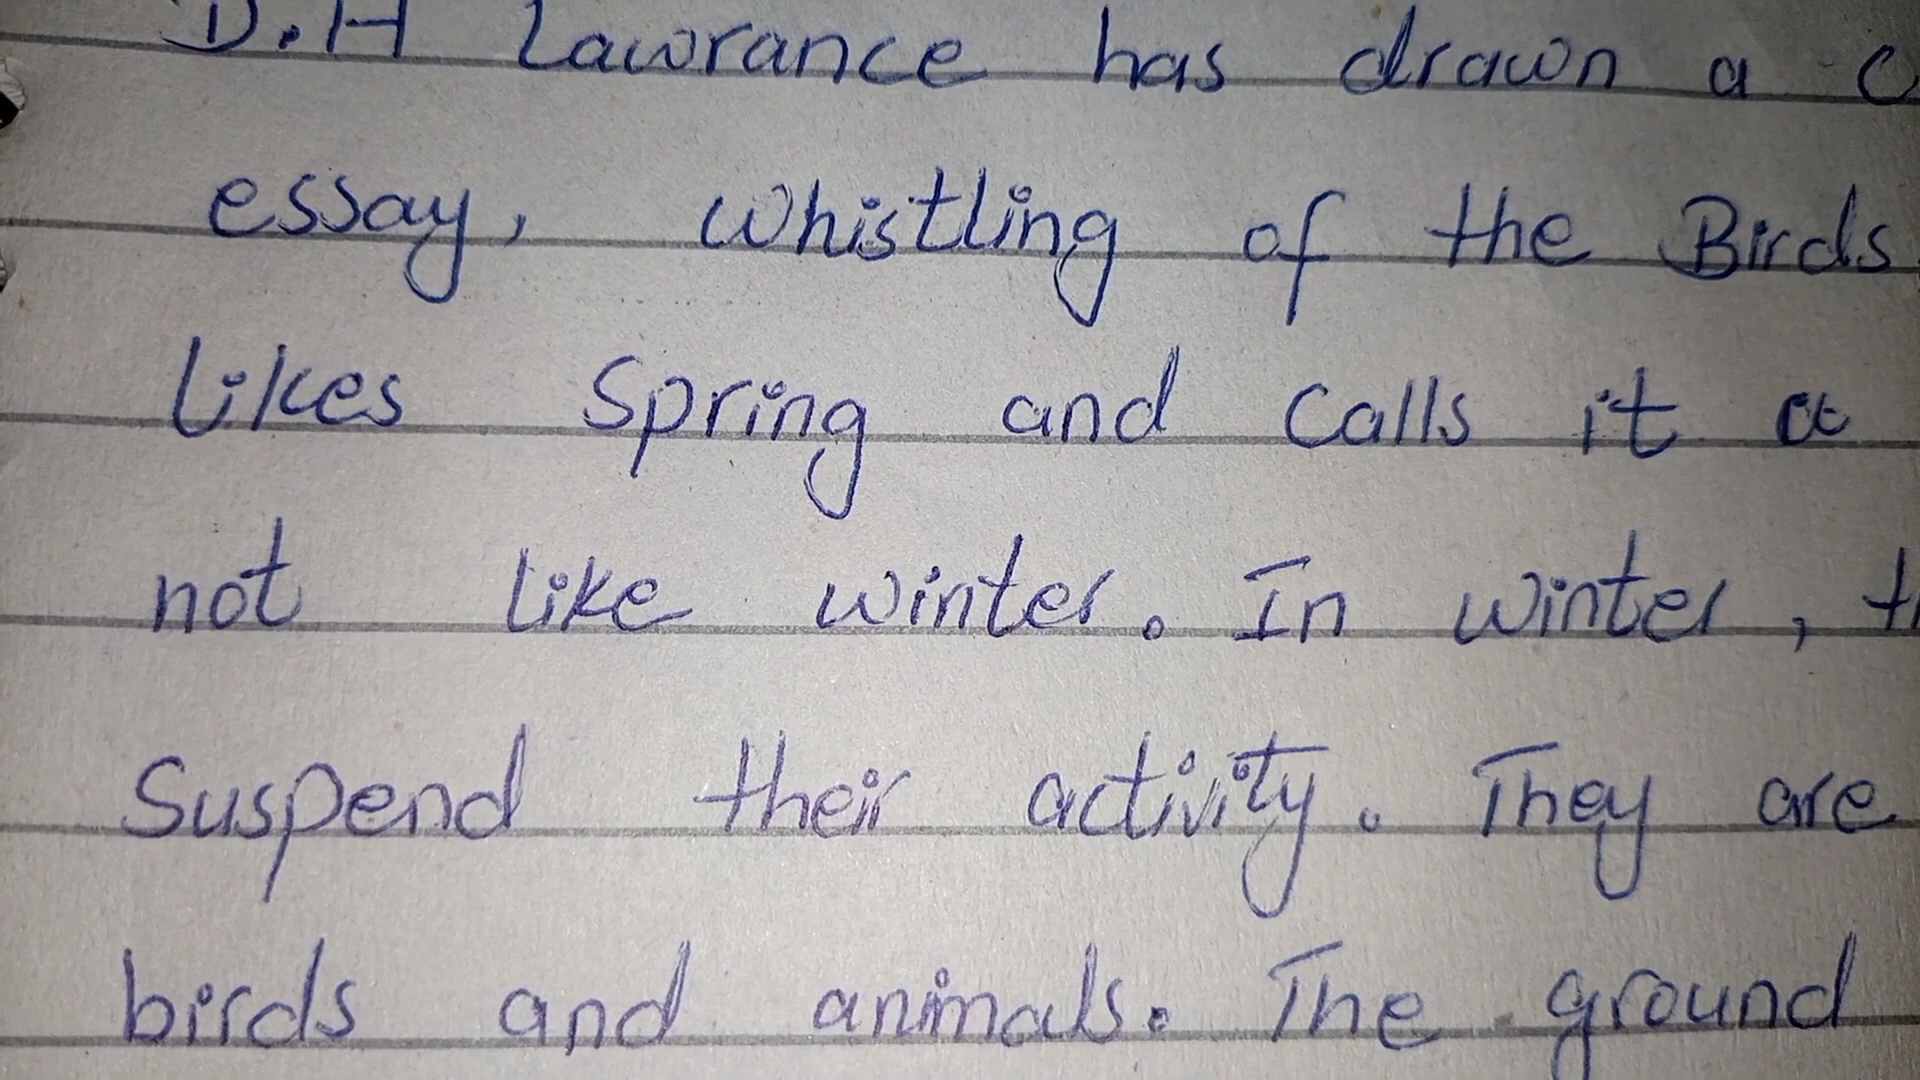 D.H Lawrance has drawn a
essay, Whistling of the Birds
likes Spring and Calls it a
not like winter. In winter,
Suspend their activity. They are
birds and animals. The ground